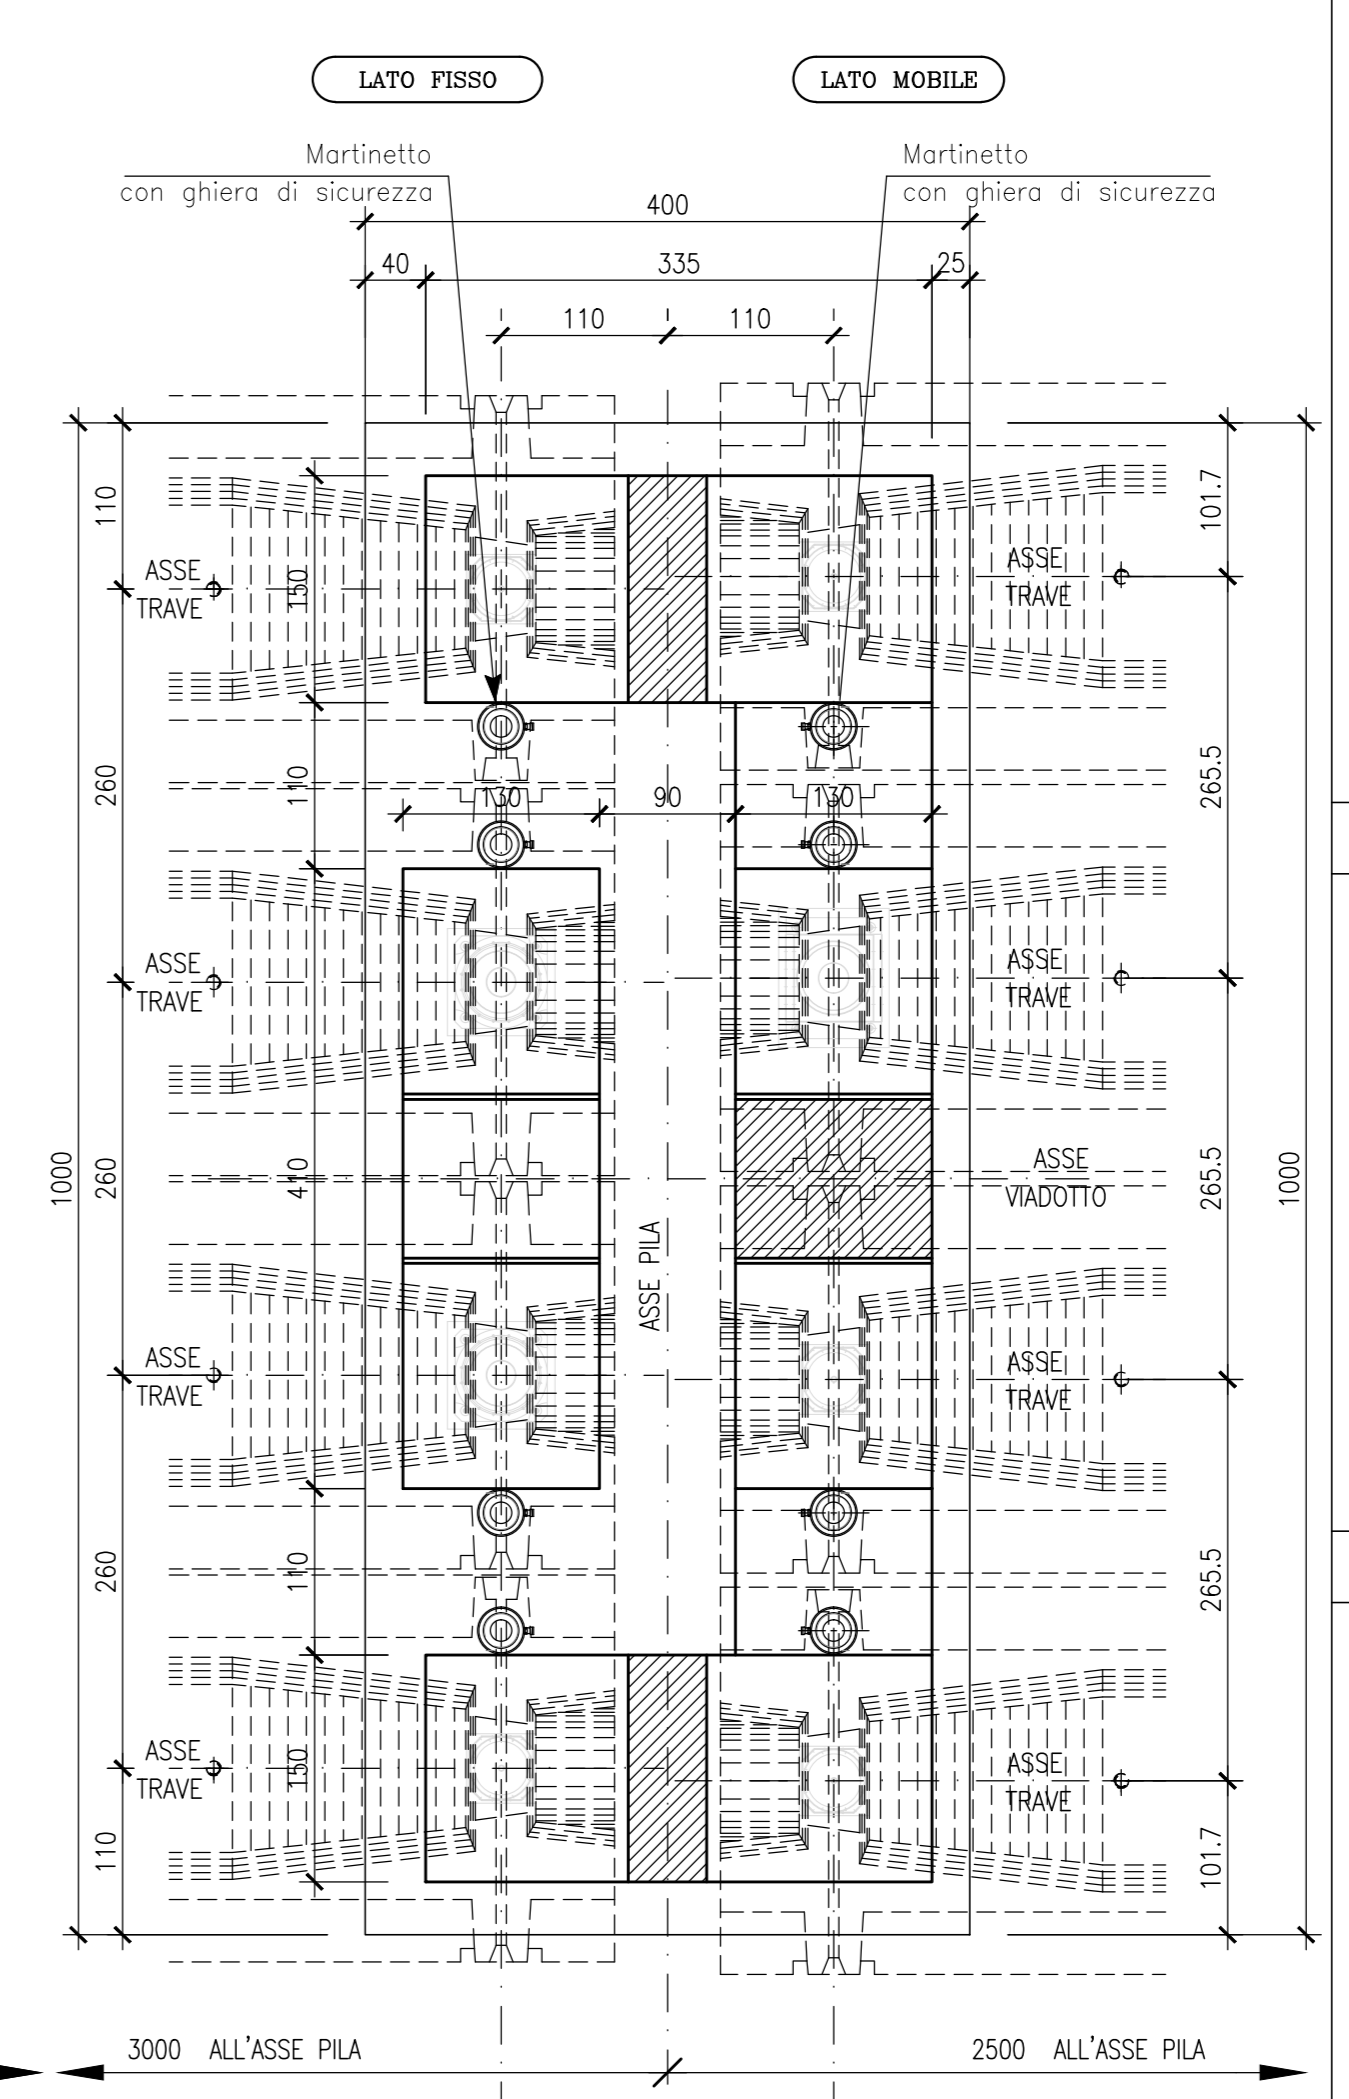 LATO FISSO
LATO MOBILE
Martinetto
con ghiera di sicurezza
Martinetto
con ghiera di sicurezza
400
40
335
25
110
110
110
101.7
150
ASSE
TRAVE
ASSE
TRAVE
260
110
265.5
130
90
130
ASSE
TRAVE
ASSE
TRAVE
1000
260
410
ASSE PILA
ASSE
VIADOTTO
265.5
1000
ASSE
TRAVE
ASSE
TRAVE
260
110
265.5
ASSE
TRAVE
150
ASSE
TRAVE
110
101.7
3000 ALL'ASSE PILA
2500 ALL'ASSE PILA